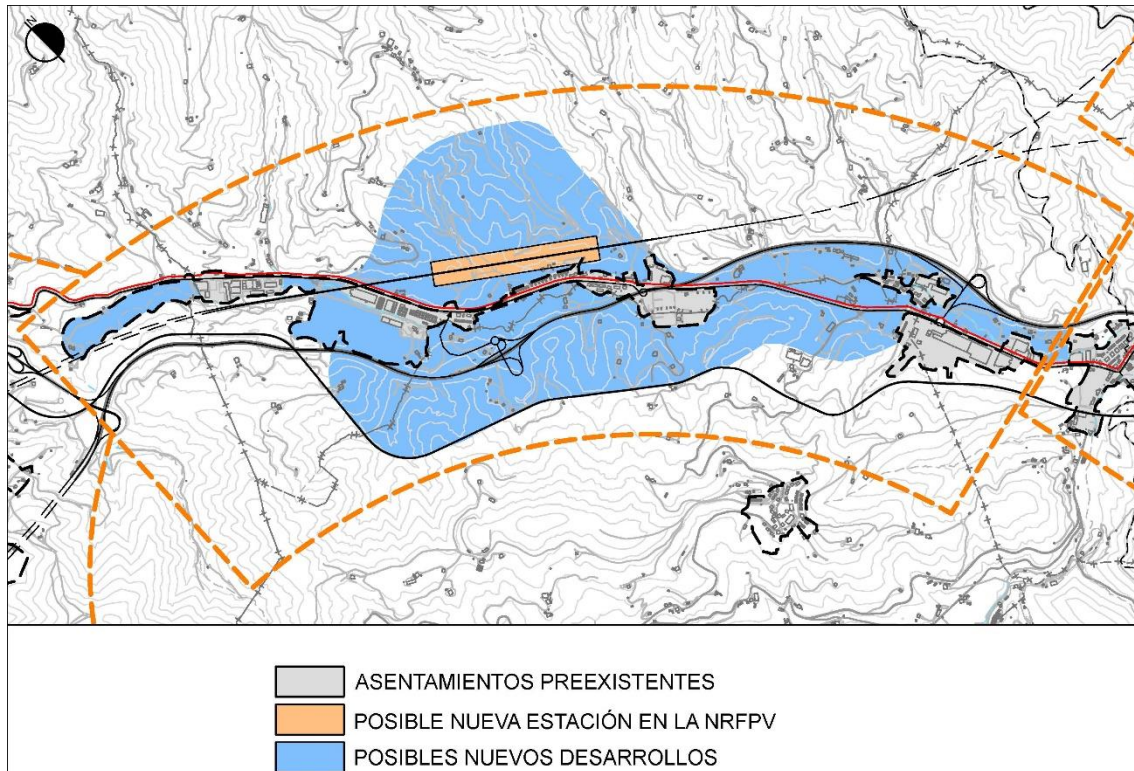 N
ASENTAMIENTOS PREEXISTENTES
POSIBLE NUEVA ESTACIÓN EN LA NRFPV
POSIBLES NUEVOS DESARROLLOS